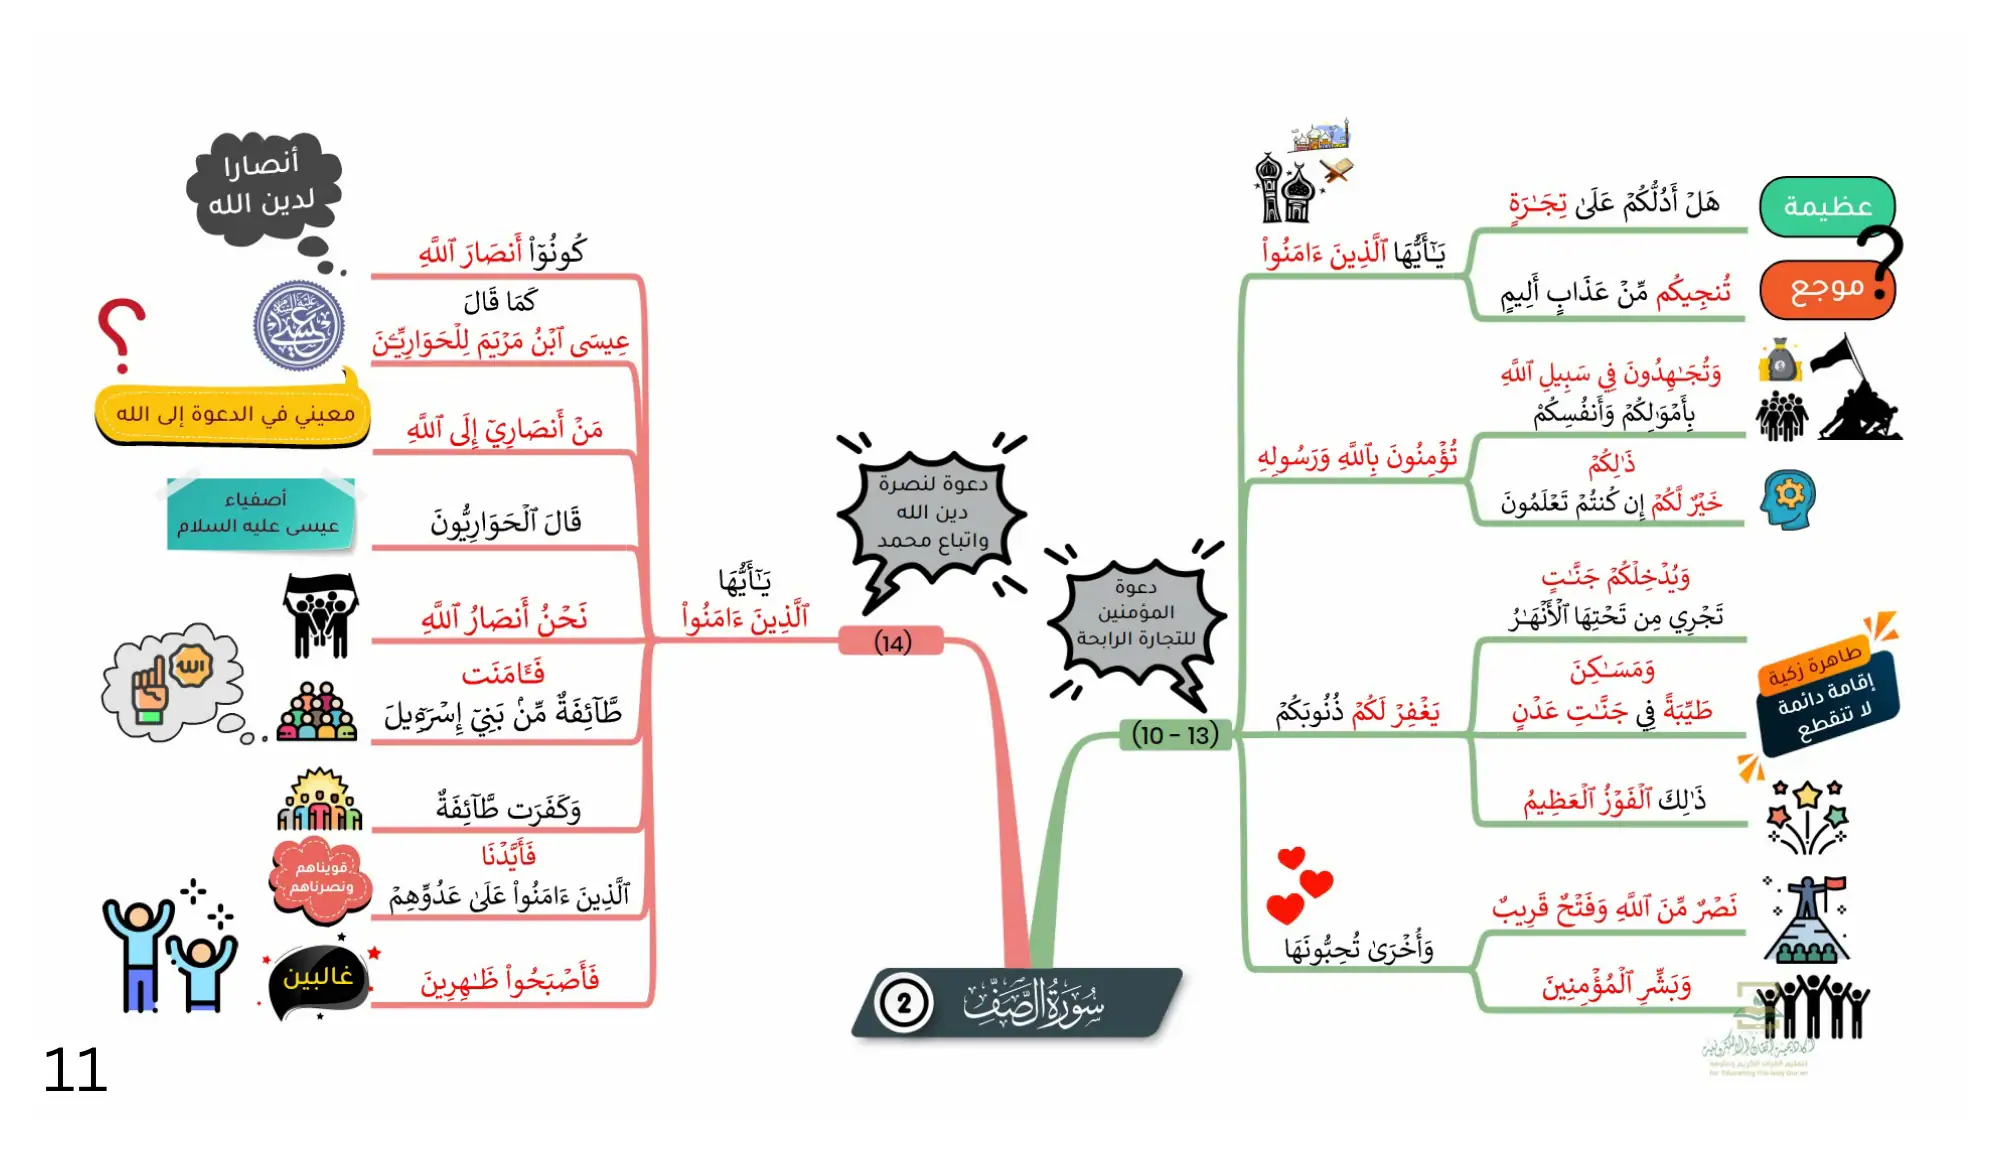 سُورَةُ الصَّفِّ
2
(10 - 13)
دعوة
المؤمنين
للتجارة الرابحة
يَـٰٓأَيُّهَا ٱلَّذِينَ ءَامَنُوا۟
هَلْ أَدُلُّكُمْ عَلَىٰ تِجَـٰرَةٍ
عظيمة
تُنجِيكُم مِّنْ عَذَابٍ أَلِيمٍ
موجع
؟
تُؤْمِنُونَ بِٱللَّهِ وَرَسُولِهِ
وَتُجَـٰهِدُونَ فِي سَبِيلِ ٱللَّهِ
بِأَمْوَٰلِكُمْ وَأَنفُسِكُمْ
ذَٰلِكُمْ
خَيْرٌ لَّكُمْ إِن كُنتُمْ تَعْلَمُونَ
يَغْفِرْ لَكُمْ ذُنُوبَكُمْ
وَيُدْخِلْكُمْ جَنَّـٰتٍ
تَجْرِي مِن تَحْتِهَا ٱلْأَنْهَـٰرُ
وَمَسَـٰكِنَ
طَيِّبَةً فِي جَنَّـٰتِ عَدْنٍ
طاهرة زكية
إقامة دائمة
لا تنقطع
ذَٰلِكَ ٱلْفَوْزُ ٱلْعَظِيمُ
وَأُخْرَىٰ تُحِبُّونَهَا
نَصْرٌ مِّنَ ٱللَّهِ وَفَتْحٌ قَرِيبٌ
وَبَشِّرِ ٱلْمُؤْمِنِينَ
(14)
دعوة لنصرة
دين الله
واتباع محمد
يَـٰٓأَيُّهَا
ٱلَّذِينَ ءَامَنُوا۟
كُونُوٓا۟ أَنصَارَ ٱللَّهِ
أنصارا
لدين الله
كَمَا قَالَ
عِيسَى ٱبْنُ مَرْيَمَ لِلْحَوَارِيِّـۧنَ
؟
مَنْ أَنصَارِيٓ إِلَى ٱللَّهِ
معيني في الدعوة إلى الله
قَالَ ٱلْحَوَارِيُّونَ
أصفياء
عيسى عليه السلام
نَحْنُ أَنصَارُ ٱللَّهِ
فَـَٔامَنَت
طَّآئِفَةٌ مِّنۢ بَنِيٓ إِسْرَٰٓءِيلَ
الله
وَكَفَرَت طَّآئِفَةٌ
فَأَيَّدْنَا
ٱلَّذِينَ ءَامَنُوا۟ عَلَىٰ عَدُوِّهِمْ
قويناهم
ونصرناهم
فَأَصْبَحُوا۟ ظَـٰهِرِينَ
غالبين
11